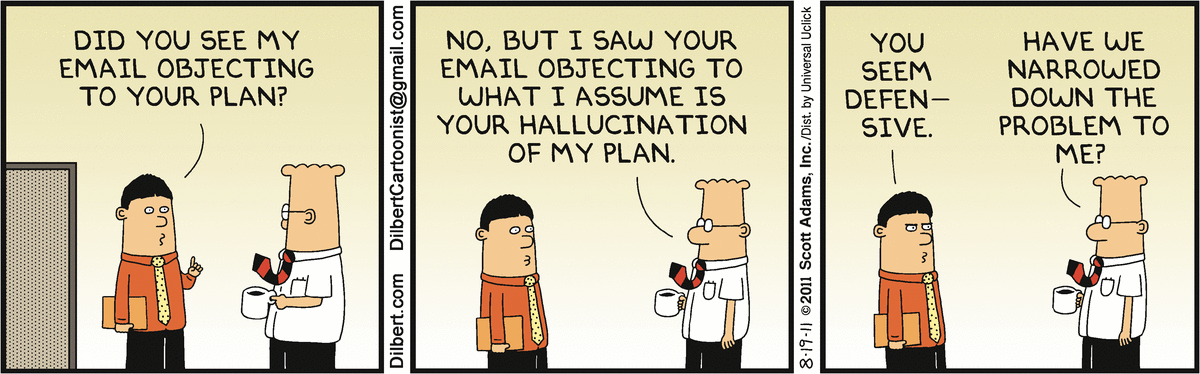 DID YOU SEE MY
EMAIL OBJECTING
TO YOUR PLAN?
Dilbert.com DilbertCartoonist@gmail.com
NO, BUT I SAW YOUR
EMAIL OBJECTING TO
WHAT I ASSUME IS
YOUR HALLUCINATION
OF MY PLAN.
8-19-11 ©2011 Scott Adams, Inc./Dist. by Universal Uclick
YOU
SEEM
DEFEN—
SIVE.
HAVE WE
NARROWED
DOWN THE
PROBLEM TO
ME?